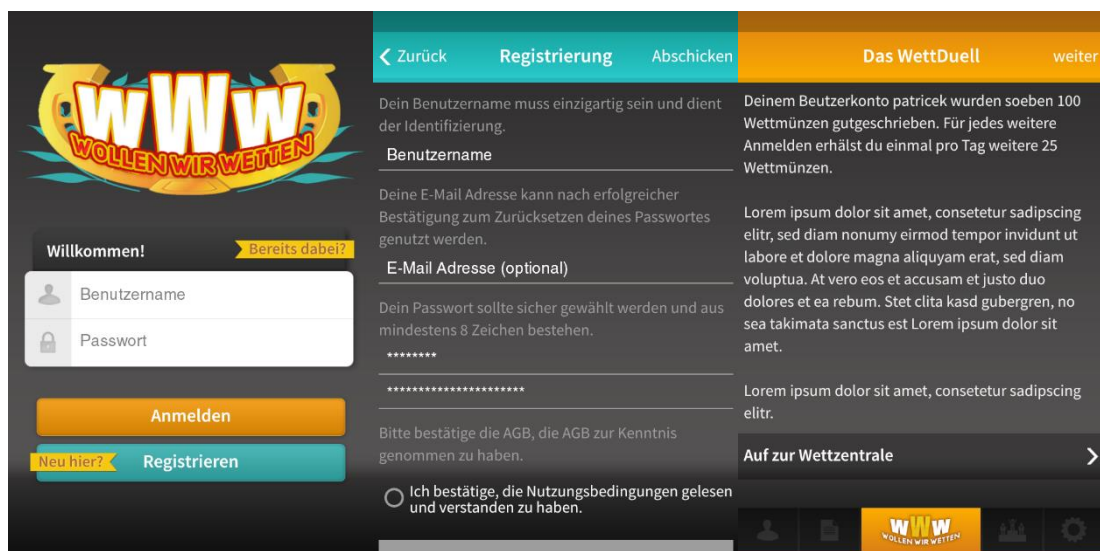 WWW
WOLLEN WIR WETTEN
Willkommen!
Bereits dabei?
Benutzername
Passwort
Anmelden
Neu hier?
Registrieren
Zurück
Registrierung
Abschicken
Dein Benutzername muss einzigartig sein und dient
der Identifizierung.
Benutzername
Deine E-Mail Adresse kann nach erfolgreicher
Bestätigung zum Zurücksetzen deines Passwortes
genutzt werden.
E-Mail Adresse (optional)
Dein Passwort sollte sicher gewählt werden und aus
mindestens 8 Zeichen bestehen.
********
**********************
Bitte bestätige die AGB, die AGB zur Kenntnis
genommen zu haben.
Ich bestätige, die Nutzungsbedingungen gelesen
und verstanden zu haben.
Das WettDuell
weiter
Deinem Beutzerkonto patricek wurden soeben 100
Wettmünzen gutgeschrieben. Für jedes weitere
Anmelden erhälst du einmal pro Tag weitere 25
Wettmünzen.
Lorem ipsum dolor sit amet, consetetur sadipscing
elitr, sed diam nonumy eirmod tempor invidunt ut
labore et dolore magna aliquyam erat, sed diam
voluptua. At vero eos et accusam et justo duo
dolores et ea rebum. Stet clita kasd gubergren, no
sea takimata sanctus est Lorem ipsum dolor sit
amet.
Lorem ipsum dolor sit amet, consetetur sadipscing
elitr.
Auf zur Wettzentrale
WWW
WOLLEN WIR WETTEN